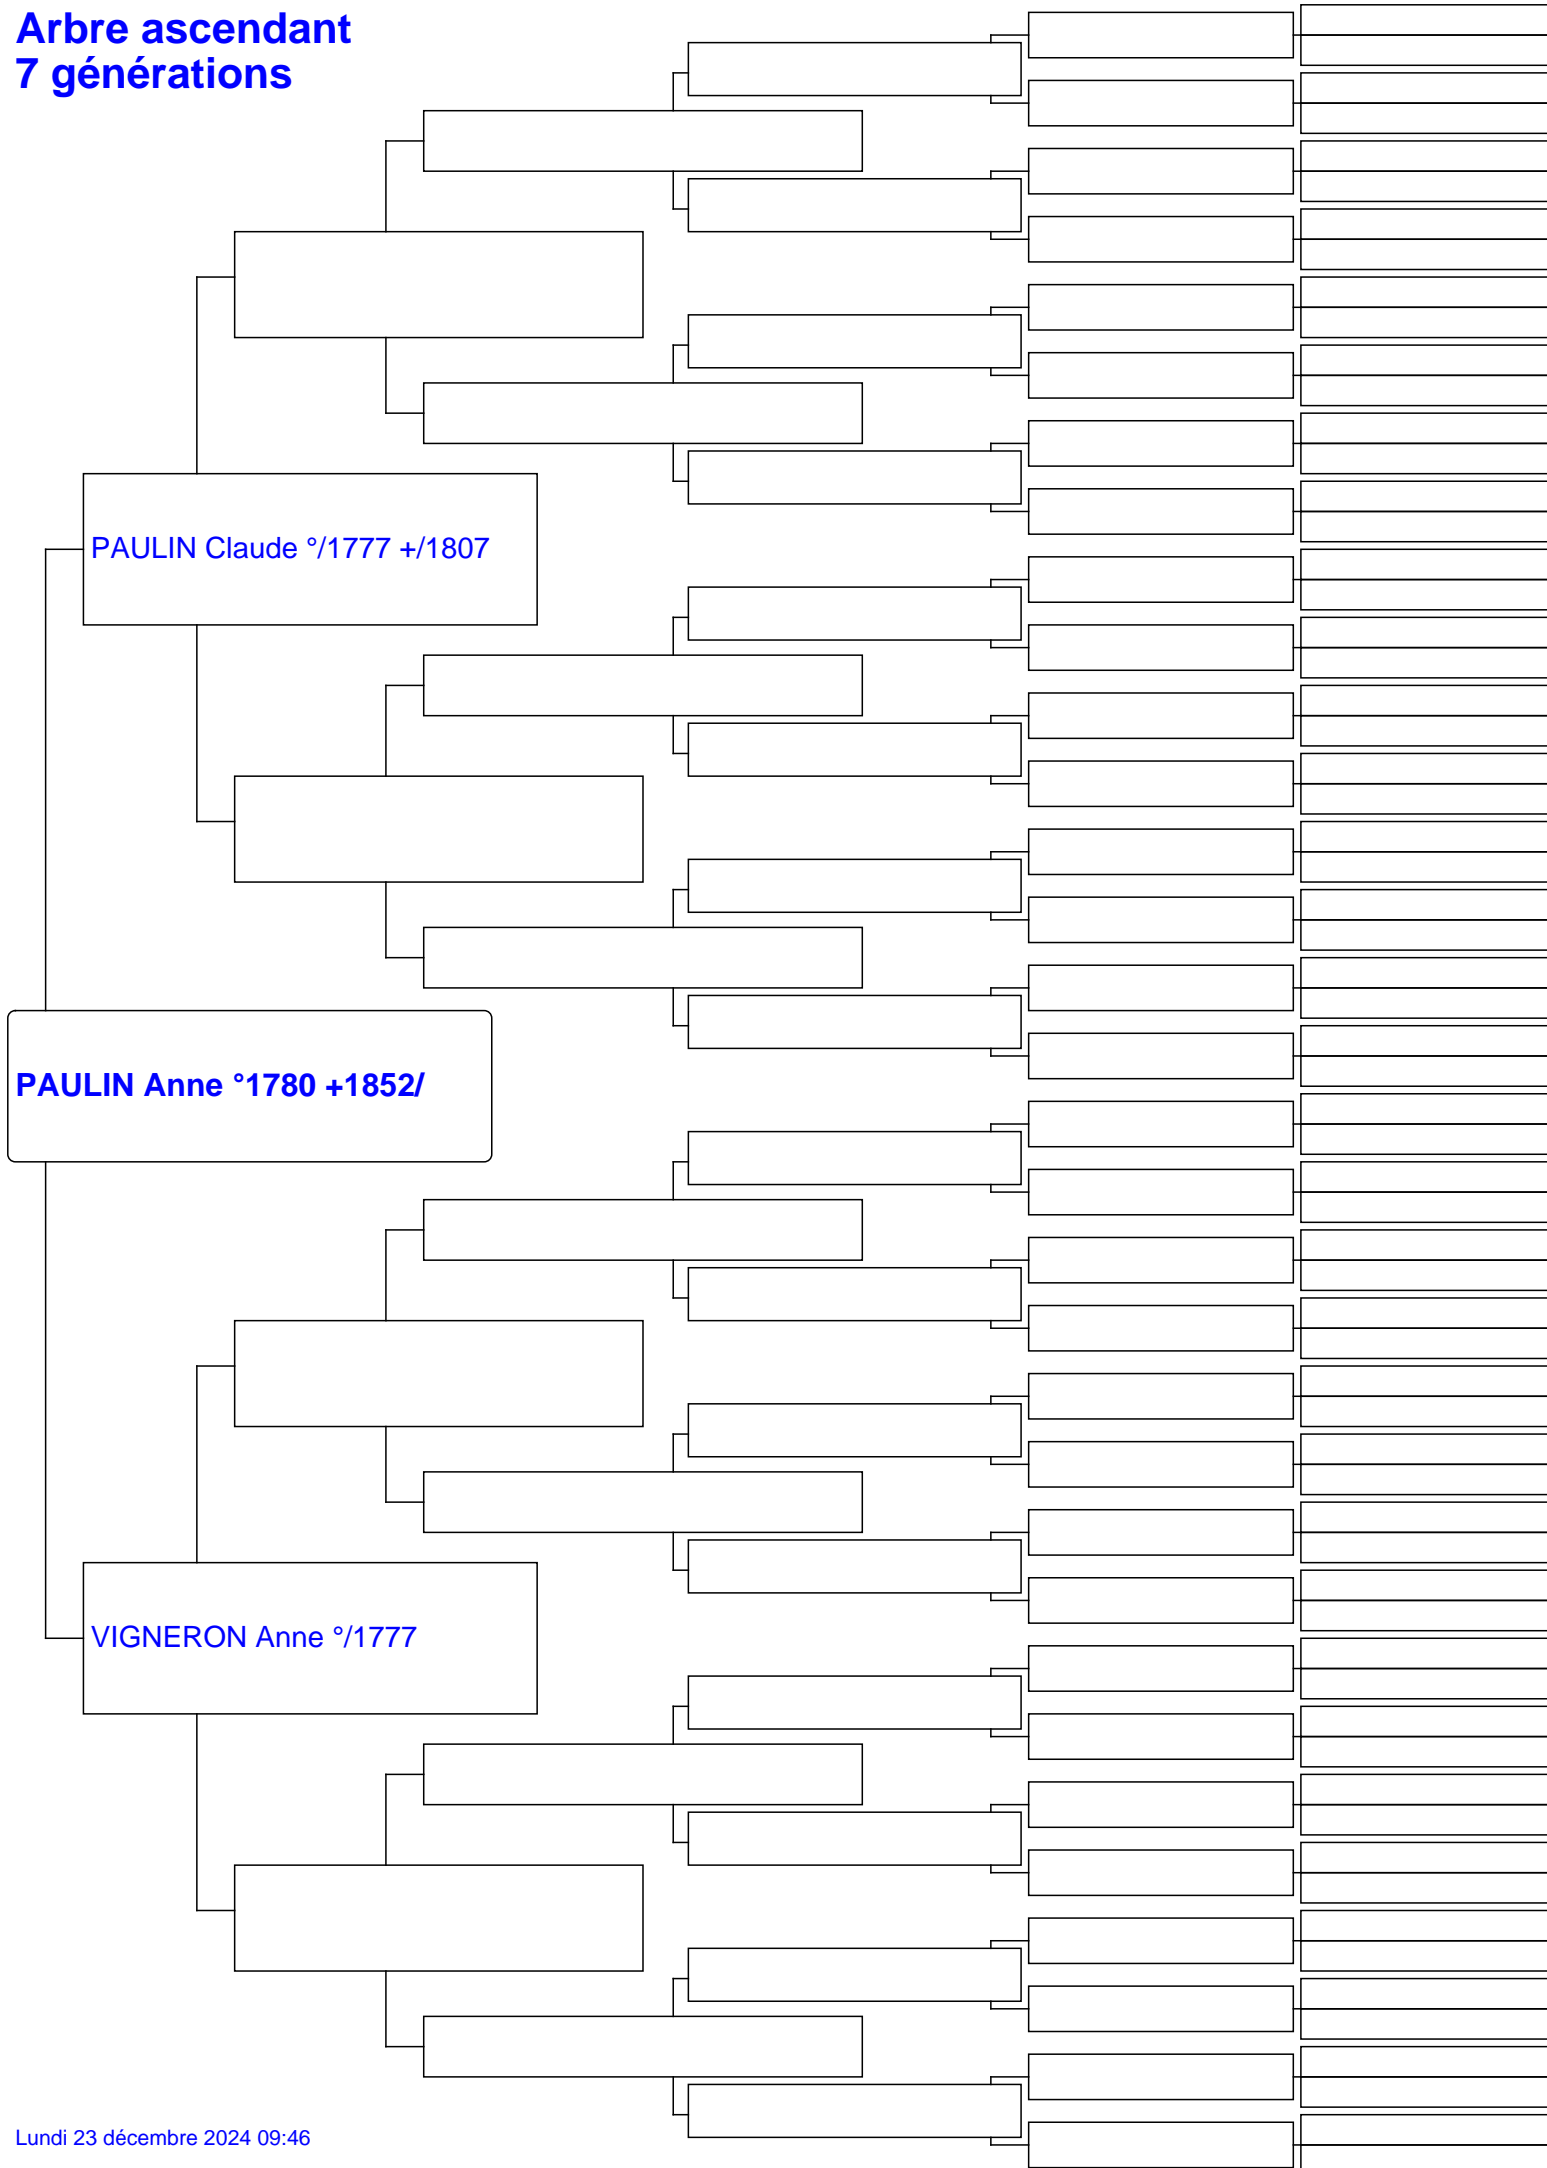 Arbre ascendant
7 générations
PAULIN Claude °/1777 +/1807
PAULIN Anne °1780 +1852/
VIGNERON Anne °/1777
Lundi 23 décembre 2024 09:46